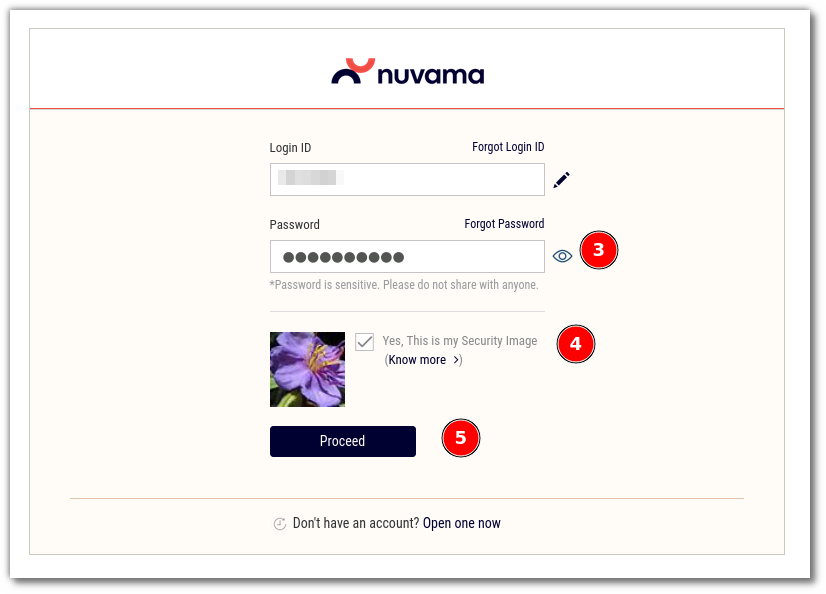 nuvama
Login ID
Forgot Login ID
Password
Forgot Password
3
*Password is sensitive. Please do not share with anyone.
Yes, This is my Security Image
(Know more >)
4
Proceed
5
Don't have an account? Open one now